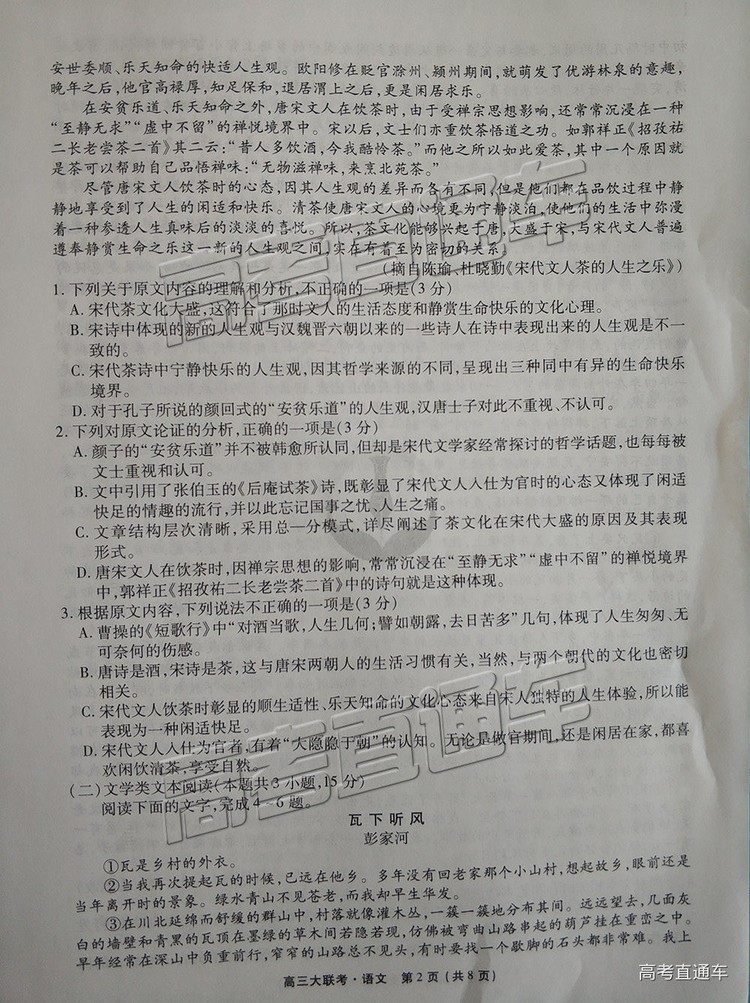 安世委顺、乐天知命的快适人生观。欧阳修在贬官滁州、颍州期间，就萌发了优游林泉的意趣，
晚年之后，他官高禄厚，知足保和，退居渭上之后，更是闲居求乐。
在安贫乐道、乐天知命之外，唐宋文人在饮茶时，由于受禅宗思想影响，还常常沉浸在一种
“至静无求”“虚中不留”的禅悦境界中。宋以后，文士们亦重饮茶悟道之功。如郭祥正《招孜祐
二长老尝茶二首》其二云：“昔人多饮酒，今我酷怜茶。”而他之所以如此爱茶，其中一个原因就
是茶可以帮助自己品悟禅味：“无物滋禅味，来烹北苑茶。”
尽管唐宋文人饮茶时的心态，因其人生观的差异而各有不同，但是他们都在品饮过程中静
静地享受到了人生的闲适和快乐。清茶使唐宋文人的心境更为宁静淡泊，使他们的生活中弥漫
着一种参透人生真味后的淡淡的喜悦。所以，茶文化能够兴起于唐，大盛于宋，与宋代文人普遍
遵奉静赏生命之乐这一新的人生观之间，实在有着至为密切的关系。
（摘自陈瑜 杜晓勤《宋代文人茶的人生之乐》）
1. 下列关于原文内容的理解和分析，不正确的一项是(3 分)
A. 宋代茶文化大盛，这符合了那时文人的生活态度和静赏生命快乐的文化心理。
B. 宋诗中体现的新的人生观与汉魏晋六朝以来的一些诗人在诗中表现出来的人生观是不一
致的。
C. 宋代茶诗中宁静快乐的人生观，因其哲学来源的不同，呈现出三种同中有异的生命快乐
境界。
D. 对于孔子所说的颜回式的“安贫乐道”的人生观，汉唐士子对此不重视、不认可。
2. 下列对原文论证的分析，正确的一项是(3 分)
A. 颜子的“安贫乐道”并不被韩愈所认同，但却是宋代文学家经常探讨的哲学话题，也每每被
文士重视和认可。
B. 文中引用了张伯玉的《后庵试茶》诗，既彰显了宋代文人入仕为官时的心态又体现了闲适
快足的情趣的流行，并以此忘记国事之忧、人生之痛。
C. 文章结构层次清晰，采用总—分模式，详尽阐述了茶文化在宋代大盛的原因及其表现
形式。
D. 唐宋文人在饮茶时，因禅宗思想的影响，常常沉浸在“至静无求”“虚中不留”的禅悦境界
中，郭祥正《招孜祐二长老尝茶二首》中的诗句就是这种体现。
3. 根据原文内容，下列说法不正确的一项是(3 分)
A. 曹操的《短歌行》中“对酒当歌，人生几何；譬如朝露，去日苦多”几句，体现了人生匆匆、无
可奈何的伤感。
B. 唐诗是酒，宋诗是茶，这与唐宋两朝人的生活习惯有关，当然，与两个朝代的文化也密切
相关。
C. 宋代文人饮茶时彰显的顺生适性、乐天知命的文化心态来自宋人独特的人生体验，所以能
表现为一种闲适快足。
D. 宋代文人入仕为官者，有着“大隐隐于朝”的认知。无论是做官期间，还是闲居在家，都喜
欢闲饮清茶，享受自然。
(二)文学类文本阅读(本题共 3 小题，15 分)
阅读下面的文字，完成 4～6 题。
瓦下听风
彭家河
①瓦是乡村的外衣。
②当我再次提起瓦的时候，已远在他乡。多年没有回老家那个小山村，想起故乡，眼前还是
当年离开时的景象。绿水青山不见苍老，而我却早生华发。
③在川北延绵而舒缓的群山中，村落就像灌木丛，一簇一簇地分布其间。远远望去，几面灰
白的墙壁和青黑的瓦顶在墨绿的草木间若隐若现，仿佛被弯曲山路串起的葫芦挂在重峦之中。
早年经常在深山中负重前行，窄窄的山路总不见头，有时要找一个歇脚的石头都非常难。我上
高三大联考·语文 第 2 页（共 8 页）
高考直通车
高考直通车
高考直通车